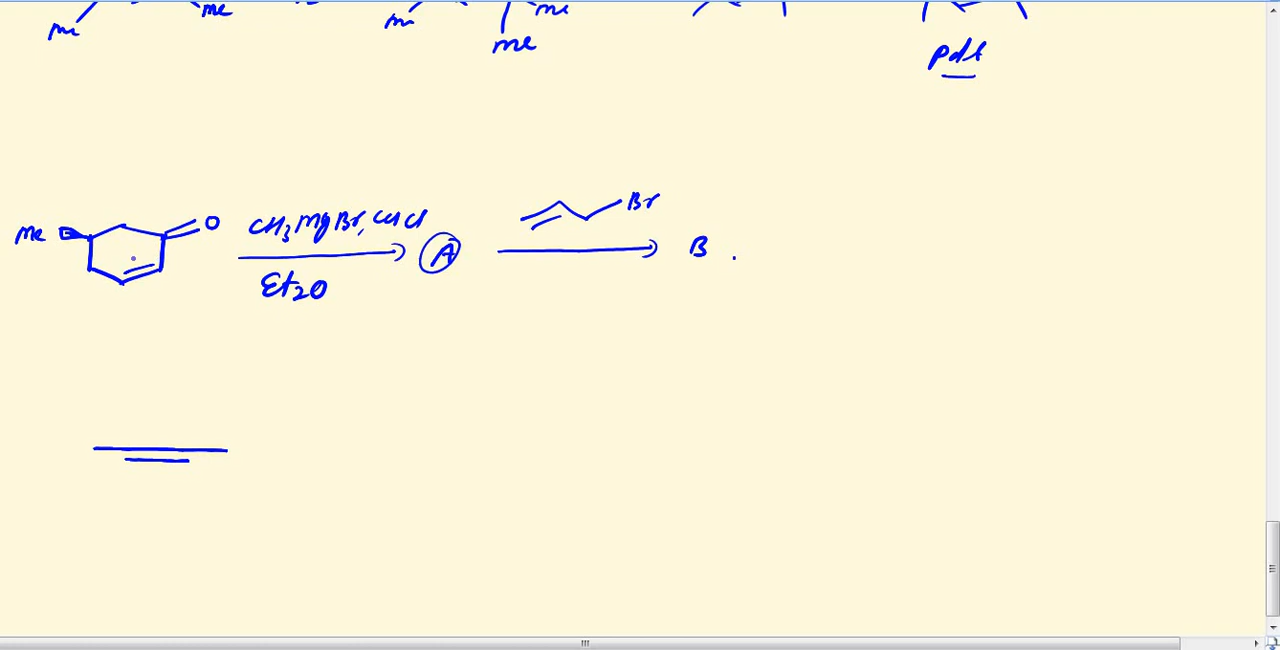 me me
me me
me
Pdt
Me O CH3MgBr, CuCl A Br B .
Et2O